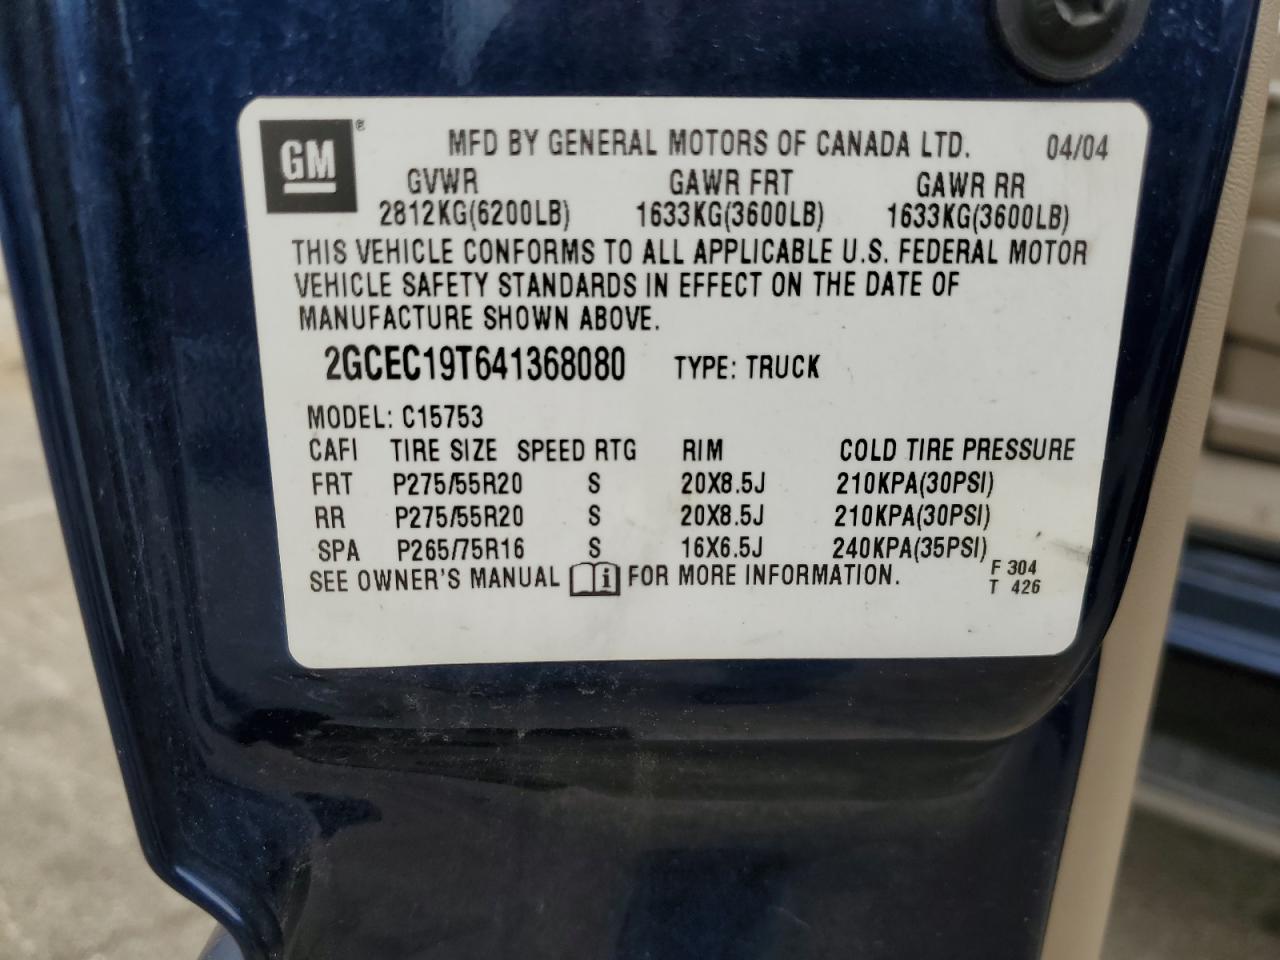 GM® MFD BY GENERAL MOTORS OF CANADA LTD. 04/04
GVWR GAWR FRT GAWR RR
2812KG(6200LB) 1633KG(3600LB) 1633KG(3600LB)
THIS VEHICLE CONFORMS TO ALL APPLICABLE U.S. FEDERAL MOTOR
VEHICLE SAFETY STANDARDS IN EFFECT ON THE DATE OF
MANUFACTURE SHOWN ABOVE.
2GCEC19T641368080 TYPE: TRUCK
MODEL: C15753
CAFI TIRE SIZE SPEED RTG RIM COLD TIRE PRESSURE
FRT P275/55R20 S 20X8.5J 210KPA(30PSI)
RR P275/55R20 S 20X8.5J 210KPA(30PSI)
SPA P265/75R16 S 16X6.5J 240KPA(35PSI)
SEE OWNER'S MANUAL i FOR MORE INFORMATION.
F 304
T 426